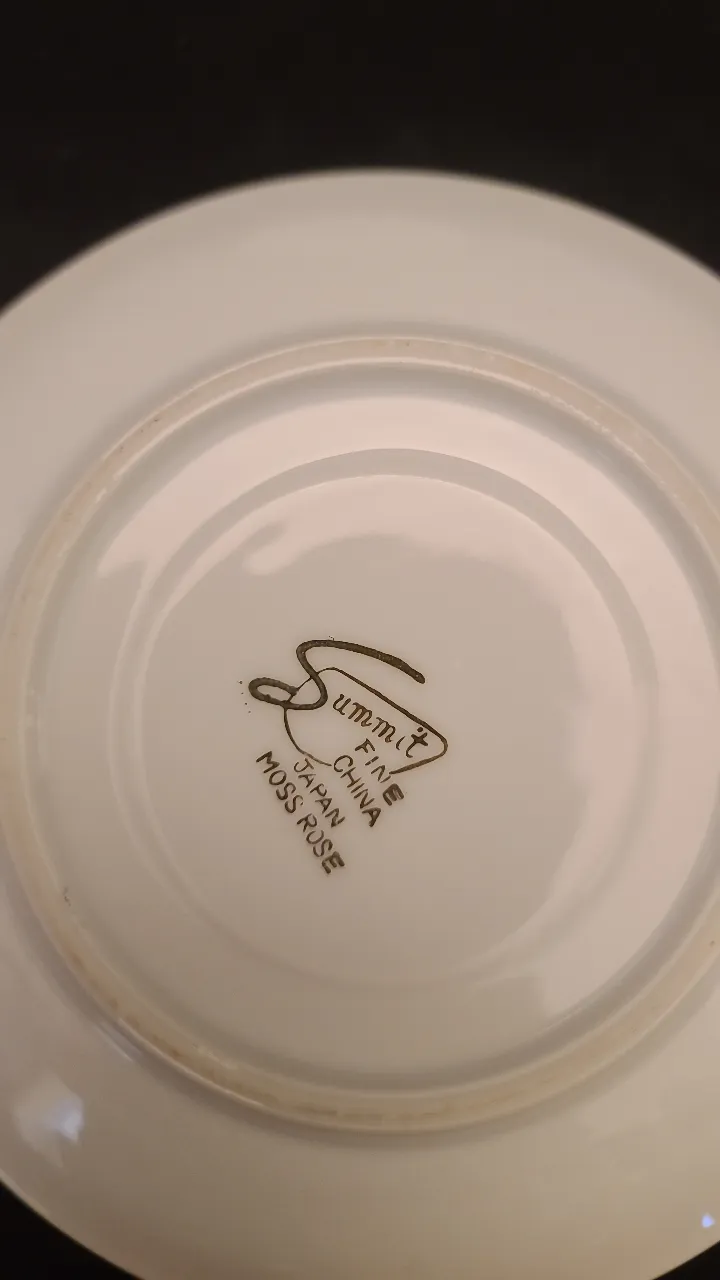 Summit
FINE
CHINA
JAPAN
MOSS ROSE